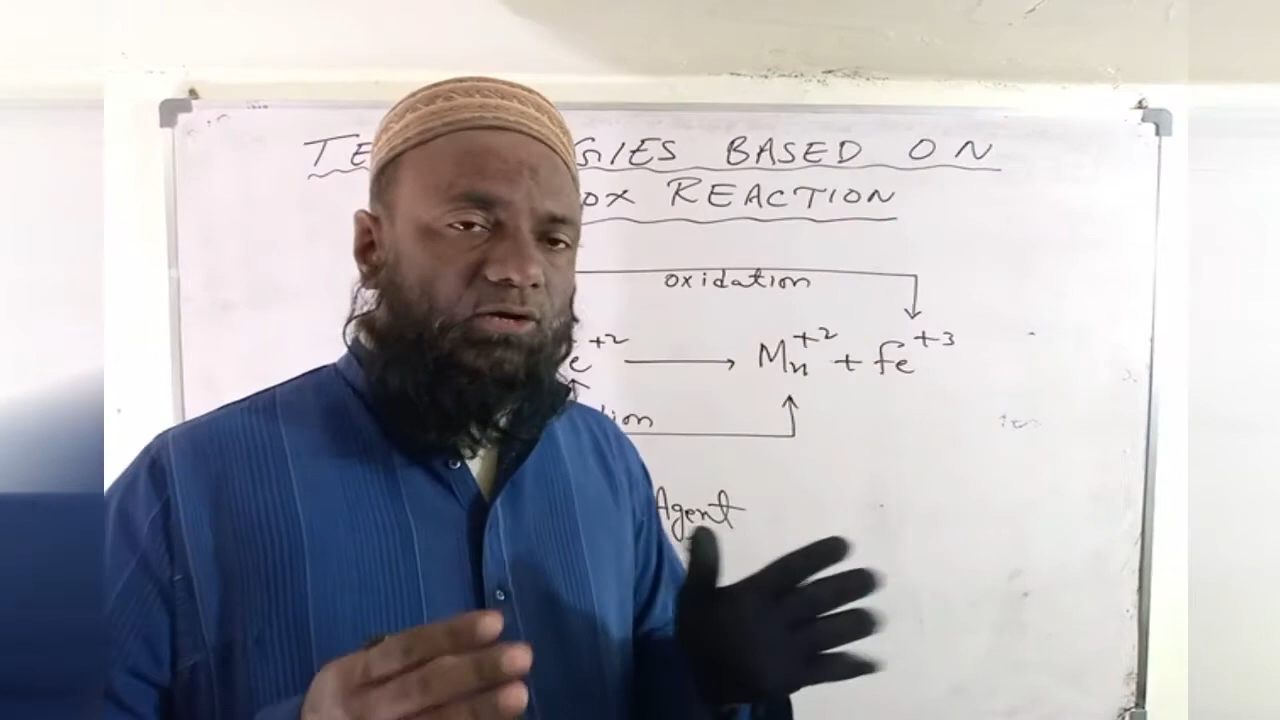 TE GIES BASED ON
OX REACTION
oxidation
e+2 → Mn+2 + fe+3
tion
Agent